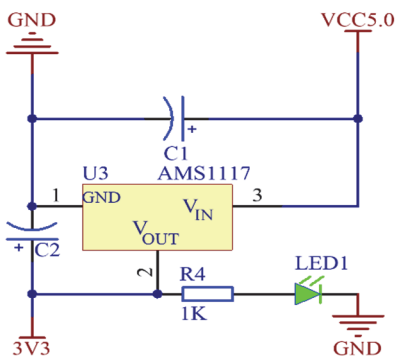 GND VCC5.0
+
C1
U3 AMS1117
1 GND 3
VIN
VOUT
+ C2
2
R4 LED1
1K
3V3 GND